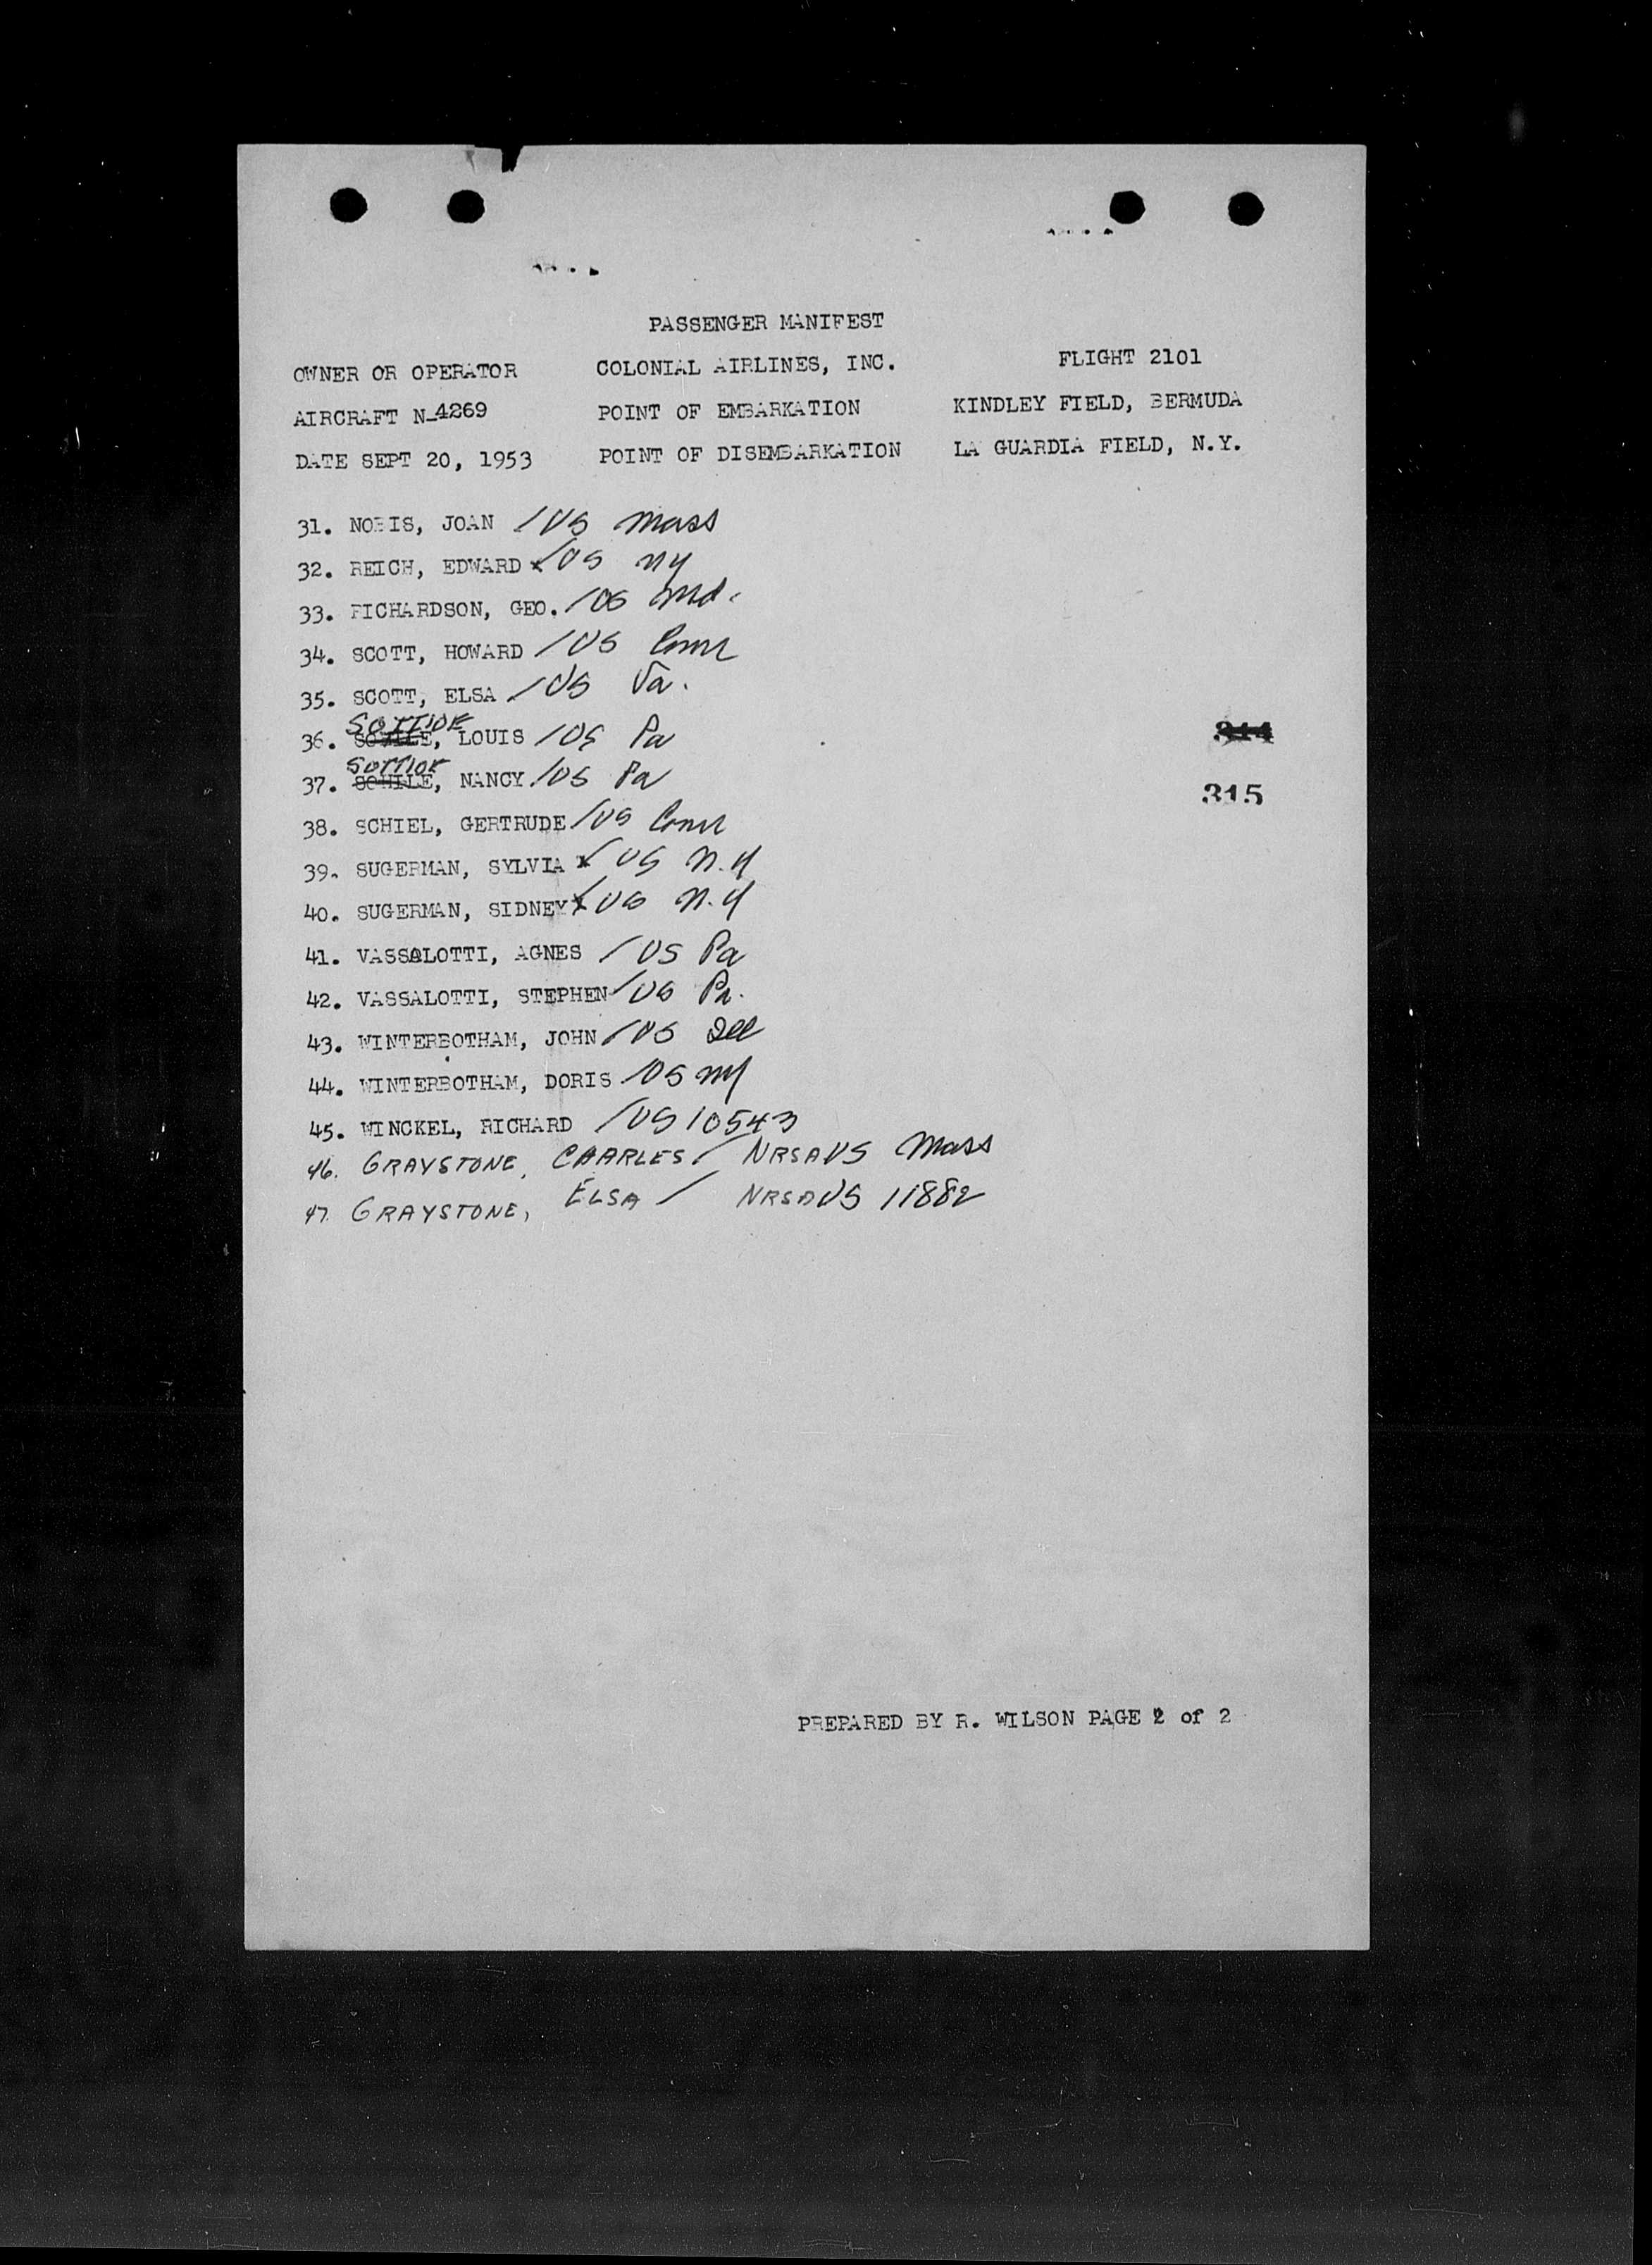 PASSENGER MANIFEST
OWNER OR OPERATOR COLONIAL AIRLINES, INC. FLIGHT 2101
AIRCRAFT N-4269 POINT OF EMBARKATION KINDLEY FIELD, BERMUDA
DATE SEPT 20, 1953 POINT OF DISEMBARKATION LA GUARDIA FIELD, N.Y.
31. NORIS, JOAN / US Mass
32. REICH, EDWARD x/ US NY
33. RICHARDSON, GEO. / US Md.
34. SCOTT, HOWARD / US Conn
35. SCOTT, ELSA / US Va.
36. LOUIS / US Pa 344
37. NANCY / US Pa
315
38. SCHIEL, GERTRUDE / US Conn
39. SUGERMAN, SYLVIA x/ US N.Y
40. SUGERMAN, SIDNEY x/ US N.Y
41. VASSALOTTI, AGNES / US Pa
42. VASSALOTTI, STEPHEN / US Pa.
43. WINTERBOTHAM, JOHN / US Del
44. WINTERBOTHAM, DORIS / US NY
45. WINCKEL, RICHARD / US 10543
46. GRAYSTONE, CHARLES / NRSA US Mass
47. GRAYSTONE, ELSA / NRSA US 11882
PREPARED BY R. WILSON PAGE 2 of 2